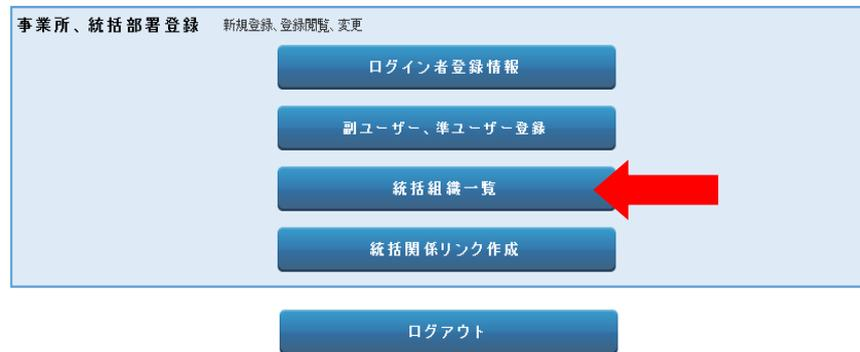 事業所、統括部署登録 新規登録、登録閲覧、変更
ログイン者登録情報
副ユーザー、準ユーザー登録
統括組織一覧
統括関係リンク作成
ログアウト